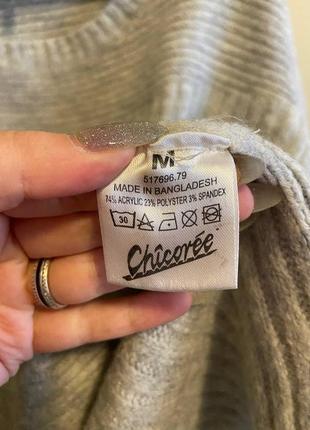 M
517696.79
MADE IN BANGLADESH
74% ACRYLIC 23% POLYSTER 3% SPANDEX
30
Chicorée